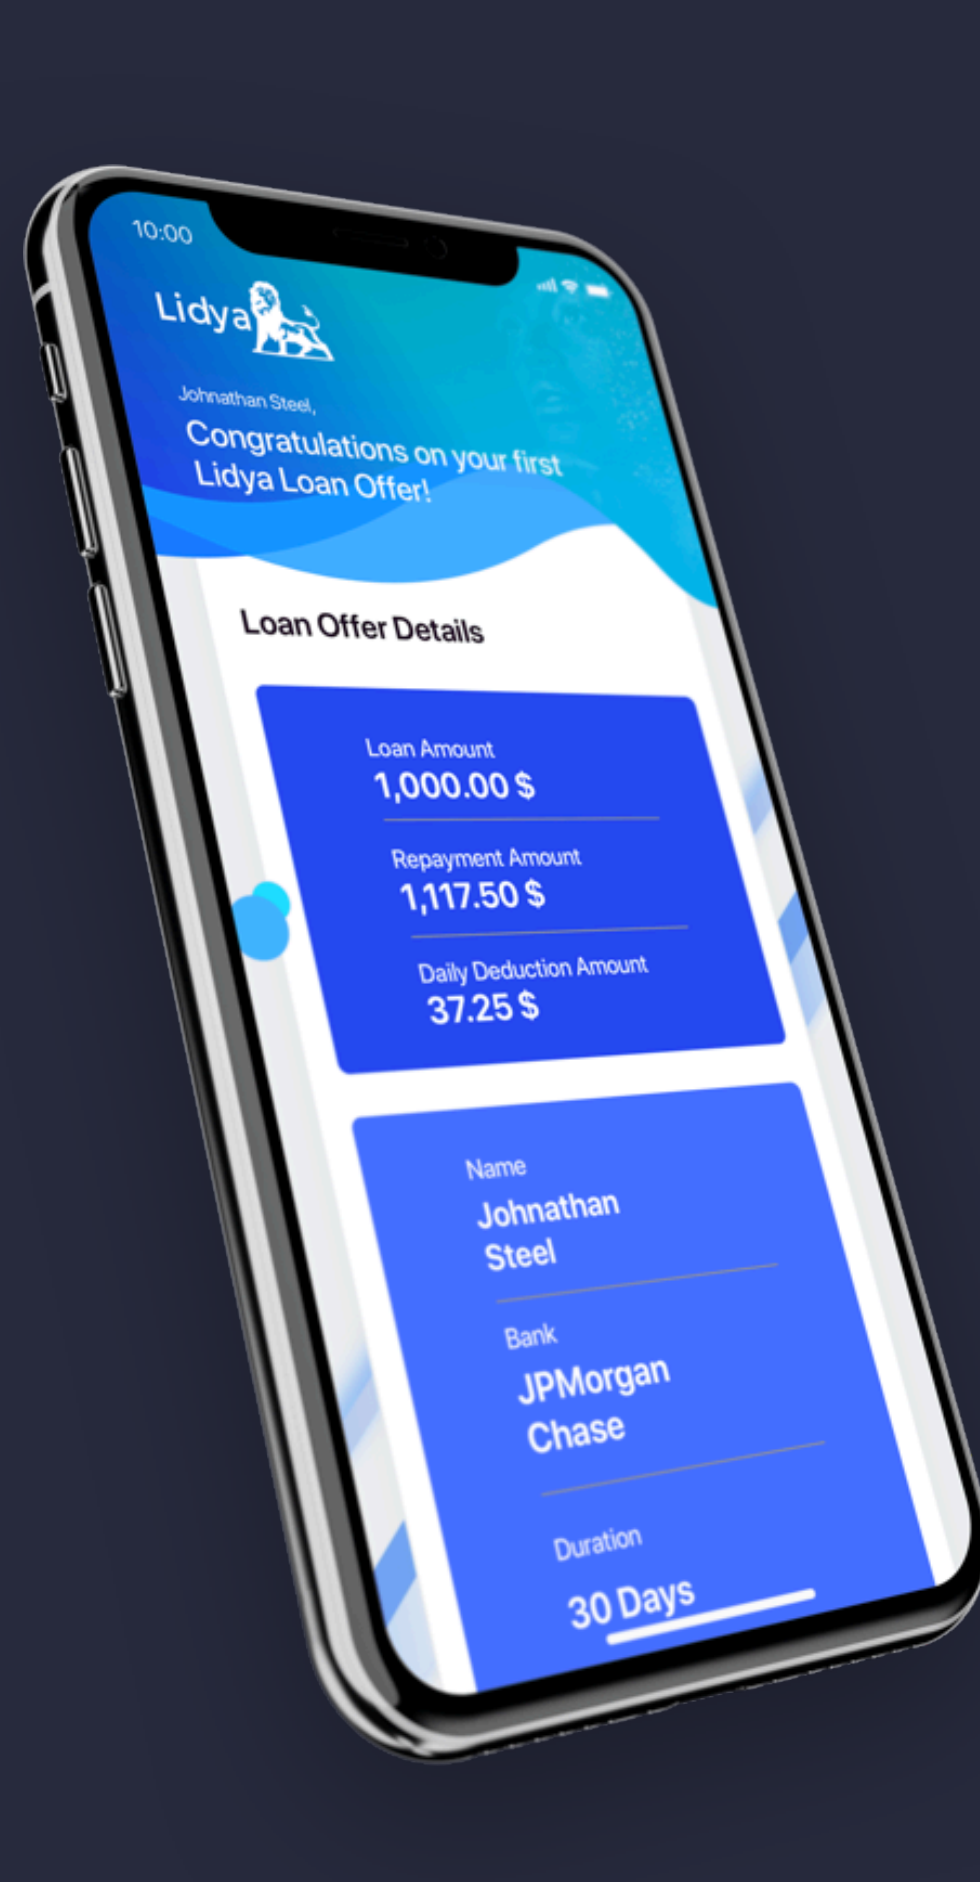 10:00
Lidya
Johnathan Steel,
Congratulations on your first
Lidya Loan Offer!
Loan Offer Details
Loan Amount
1,000.00 $
Repayment Amount
1,117.50 $
Daily Deduction Amount
37.25 $
Name
Johnathan
Steel
Bank
JPMorgan
Chase
Duration
30 Days